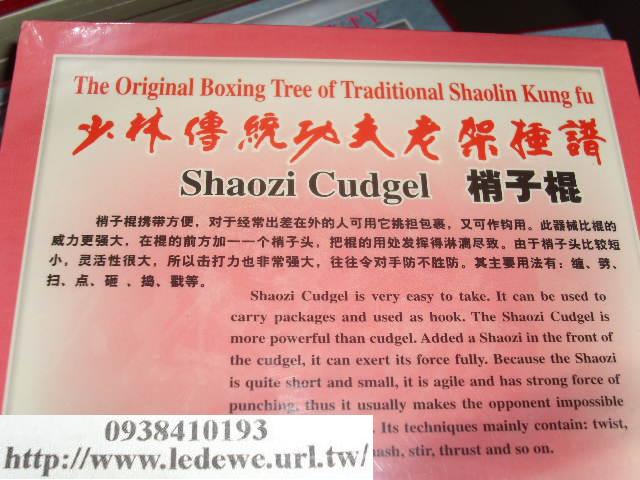 The Original Boxing Tree of Traditional Shaolin Kung fu
少林傳統功夫老架捶譜
Shaozi Cudgel 梢子棍
梢子棍携带方便，对于经常出差在外的人可用它挑担包裹，又可作钩用。此器械比棍的
威力更强大，在棍的前方加一一个梢子头，把棍的用处发挥得淋漓尽致。由于梢子头比较短
小，灵活性很大，所以击打力也非常强大，往往令对手防不胜防。其主要用法有：缠、劈、
扫、点、砸、捣、戳等。
Shaozi Cudgel is very easy to take. It can be used to
carry packages and used as hook. The Shaozi Cudgel is
more powerful than cudgel. Added a Shaozi in the front of
the cudgel, it can exert its force fully. Because the Shaozi
is quite short and small, it is agile and has strong force of
punching, thus it usually makes the opponent impossible
Its techniques mainly contain: twist,
stir, thrust and so on.
0938410193
http://www.ledewe.url.tw/